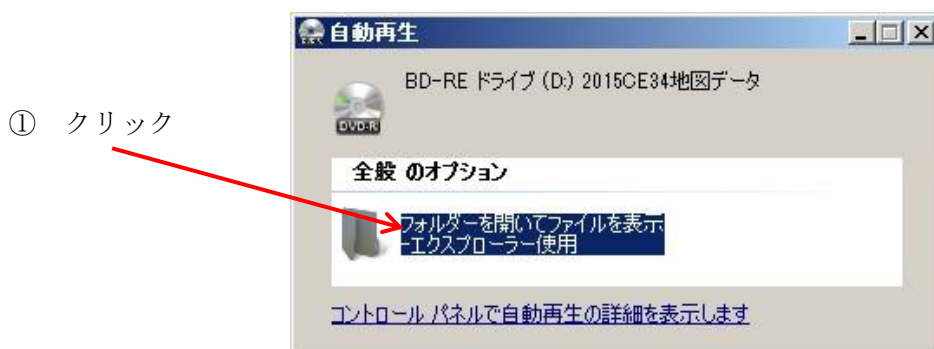 自動再生
BD-RE ドライブ (D:) 2015CE34地図データ
DVD-R
① クリック
全般 のオプション
フォルダーを開いてファイルを表示
-エクスプローラー使用
コントロール パネルで自動再生の詳細を表示します